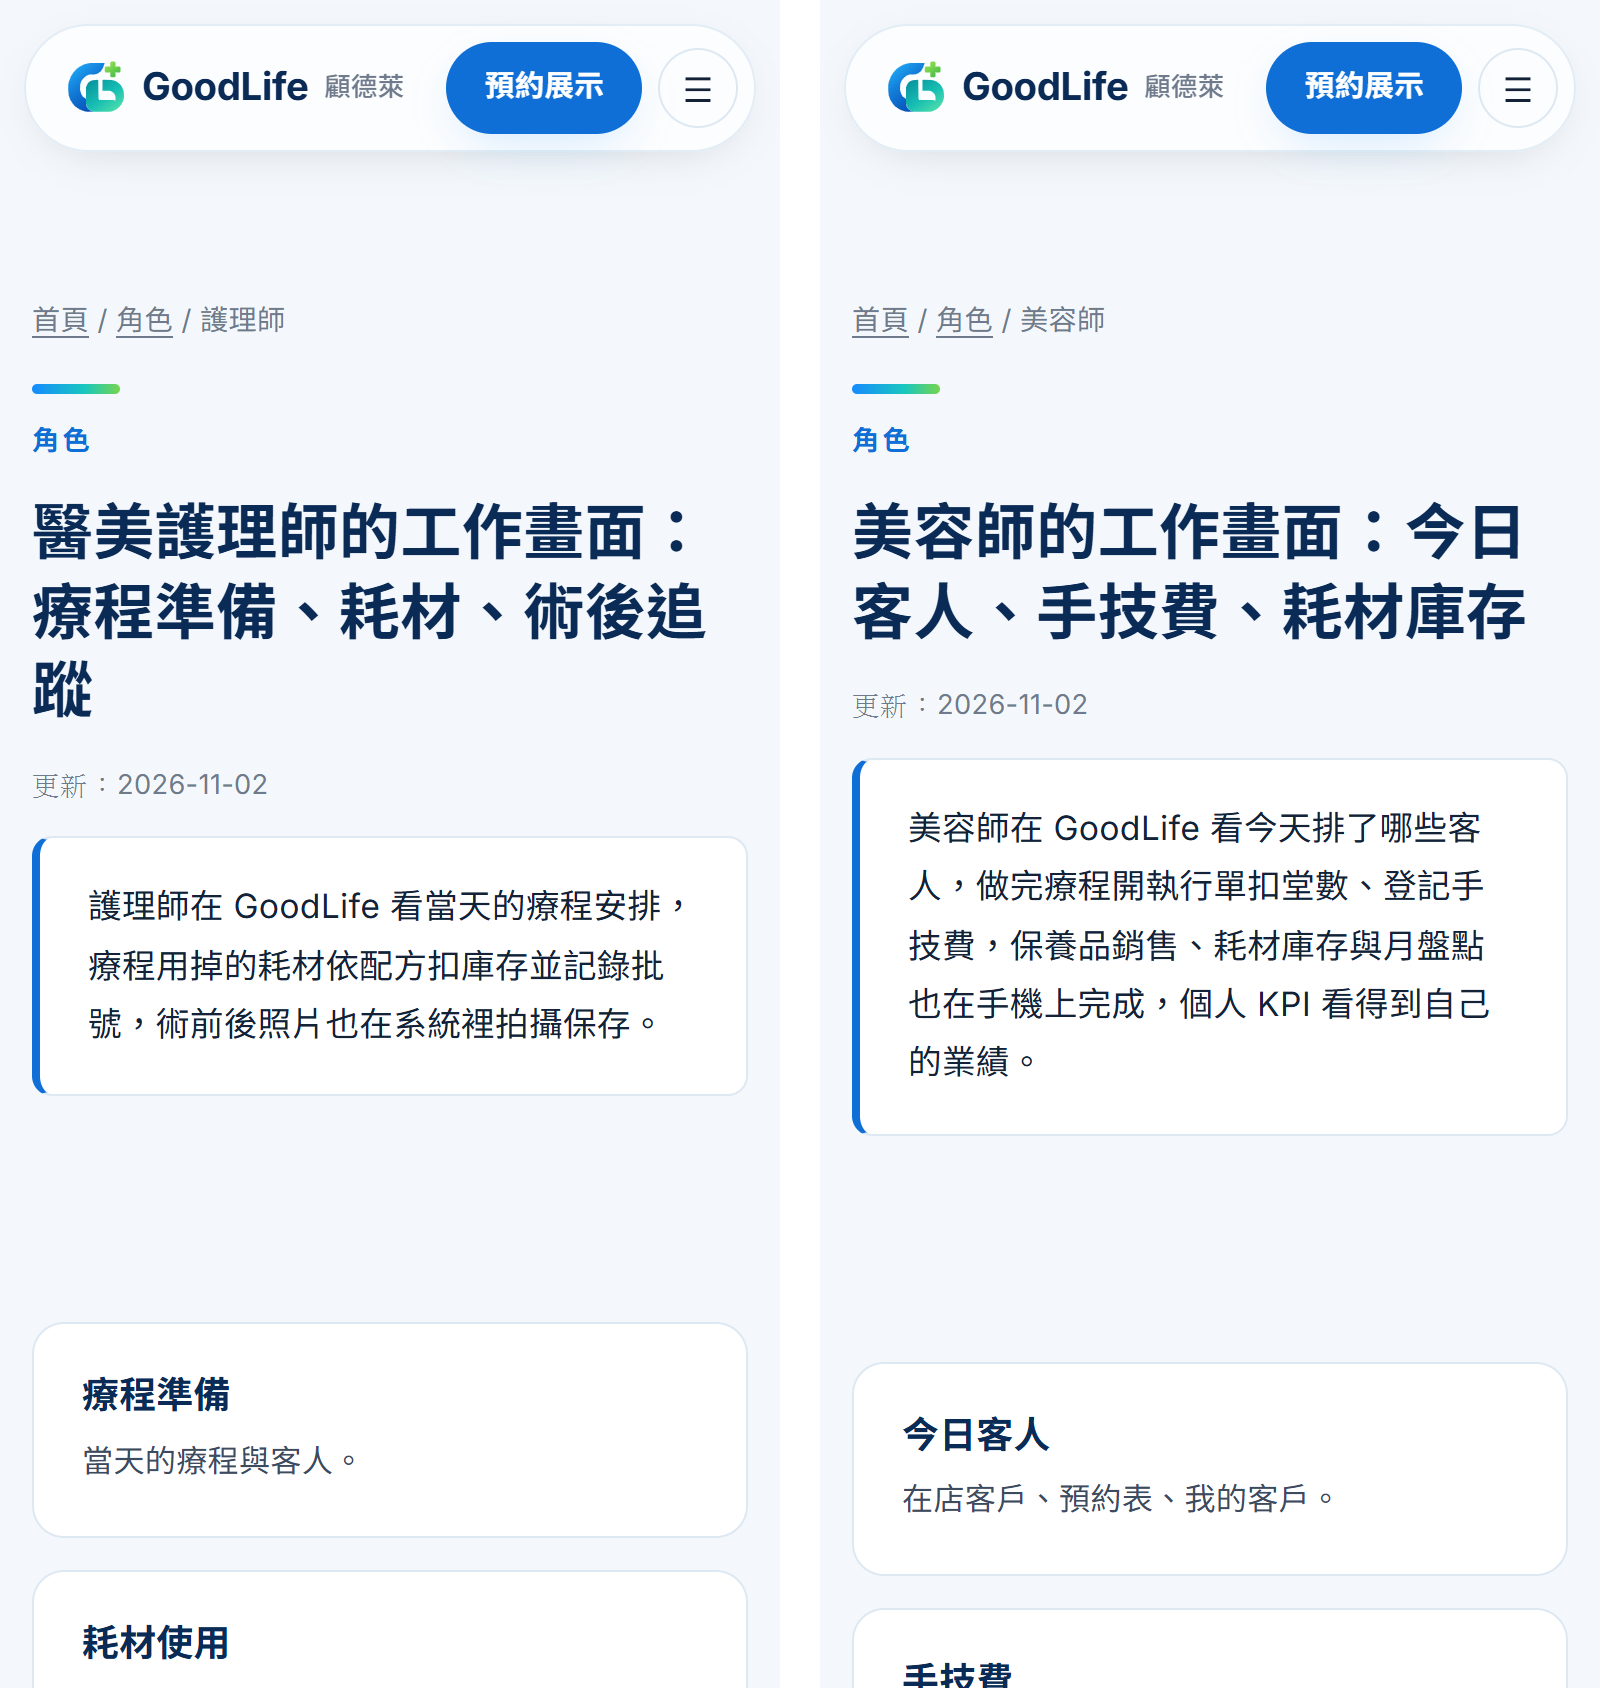 GoodLife 顧德萊 預約展示
首頁 / 角色 / 護理師
角色
醫美護理師的工作畫面：
療程準備、耗材、術後追
蹤
更新：2026-11-02
護理師在 GoodLife 看當天的療程安排，
療程用掉的耗材依配方扣庫存並記錄批
號，術前後照片也在系統裡拍攝保存。
療程準備
當天的療程與客人。
耗材使用
GoodLife 顧德萊 預約展示
首頁 / 角色 / 美容師
角色
美容師的工作畫面：今日
客人、手技費、耗材庫存
更新：2026-11-02
美容師在 GoodLife 看今天排了哪些客
人，做完療程開執行單扣堂數、登記手
技費，保養品銷售、耗材庫存與月盤點
也在手機上完成，個人 KPI 看得到自己
的業績。
今日客人
在店客戶、預約表、我的客戶。
手技費